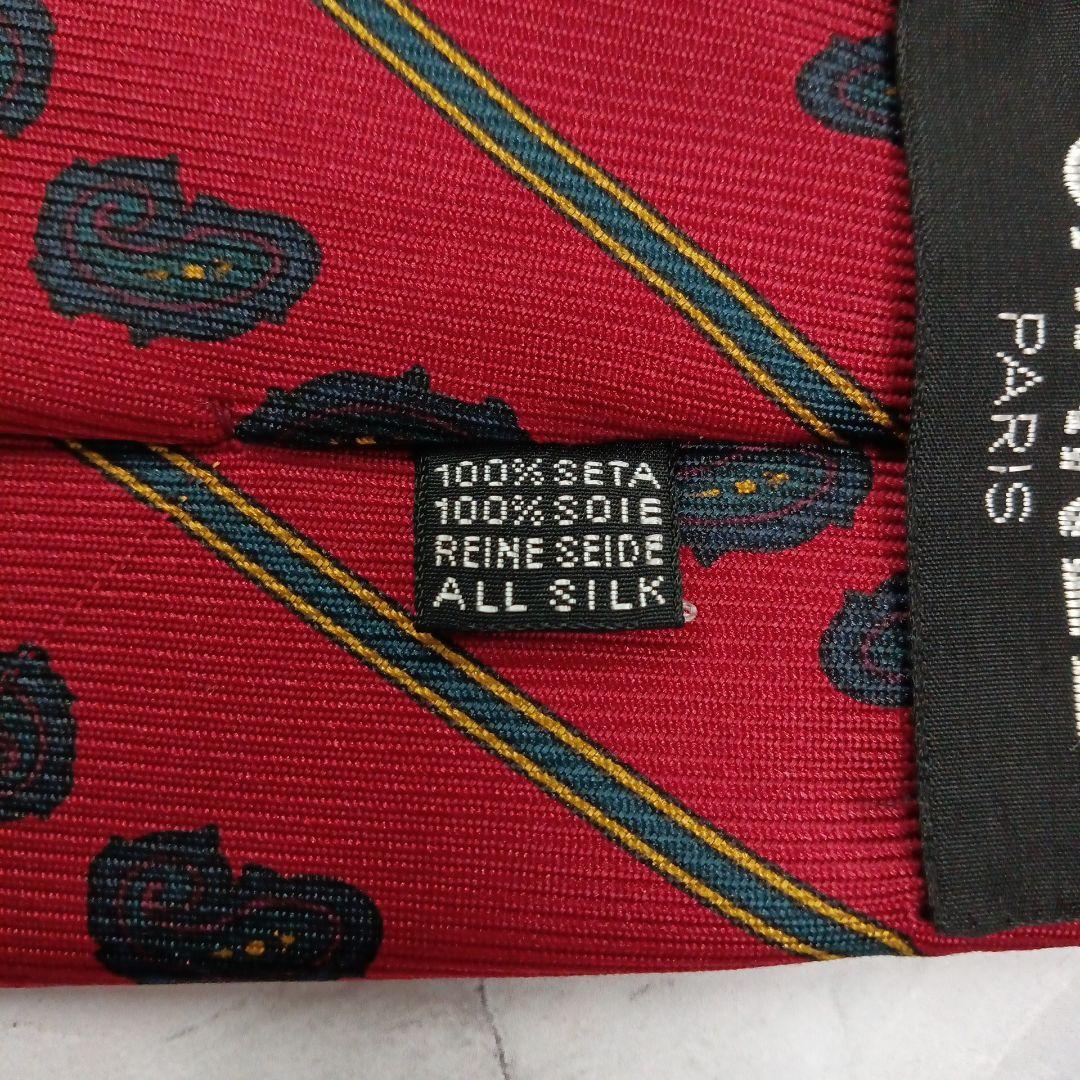 100% SETA
100% SOIE
REINE SEIDE
ALL SILK
PARIS